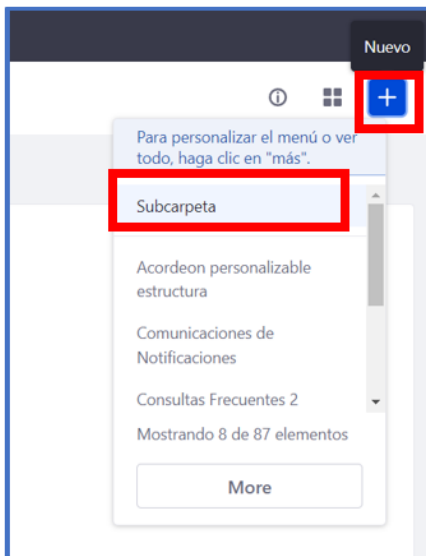 Nuevo
Para personalizar el menú o ver
todo, haga clic en "más".
Subcarpeta
Acordeon personalizable
estructura
Comunicaciones de
Notificaciones
Consultas Frecuentes 2
Mostrando 8 de 87 elementos
More